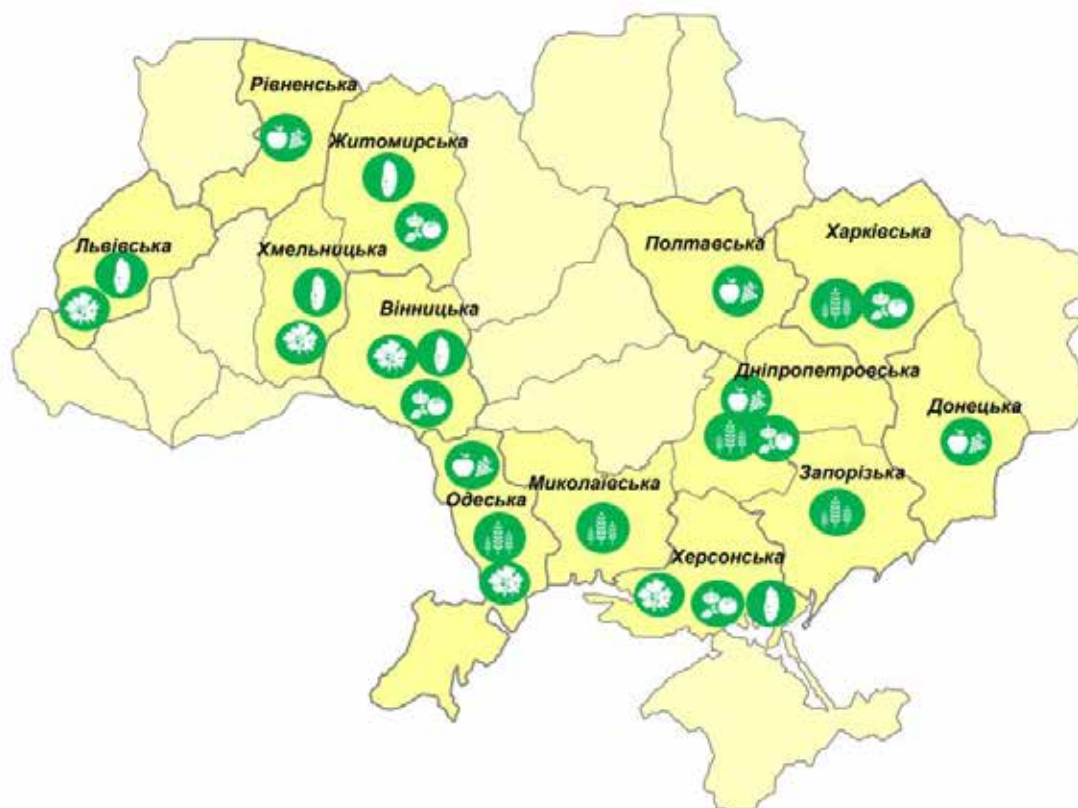 Рівненська
Житомирська
Львівська
Хмельницька
Полтавська
Харківська
Вінницька
Дніпропетровська
Донецька
Запорізька
Миколаївська
Одеська
Херсонська